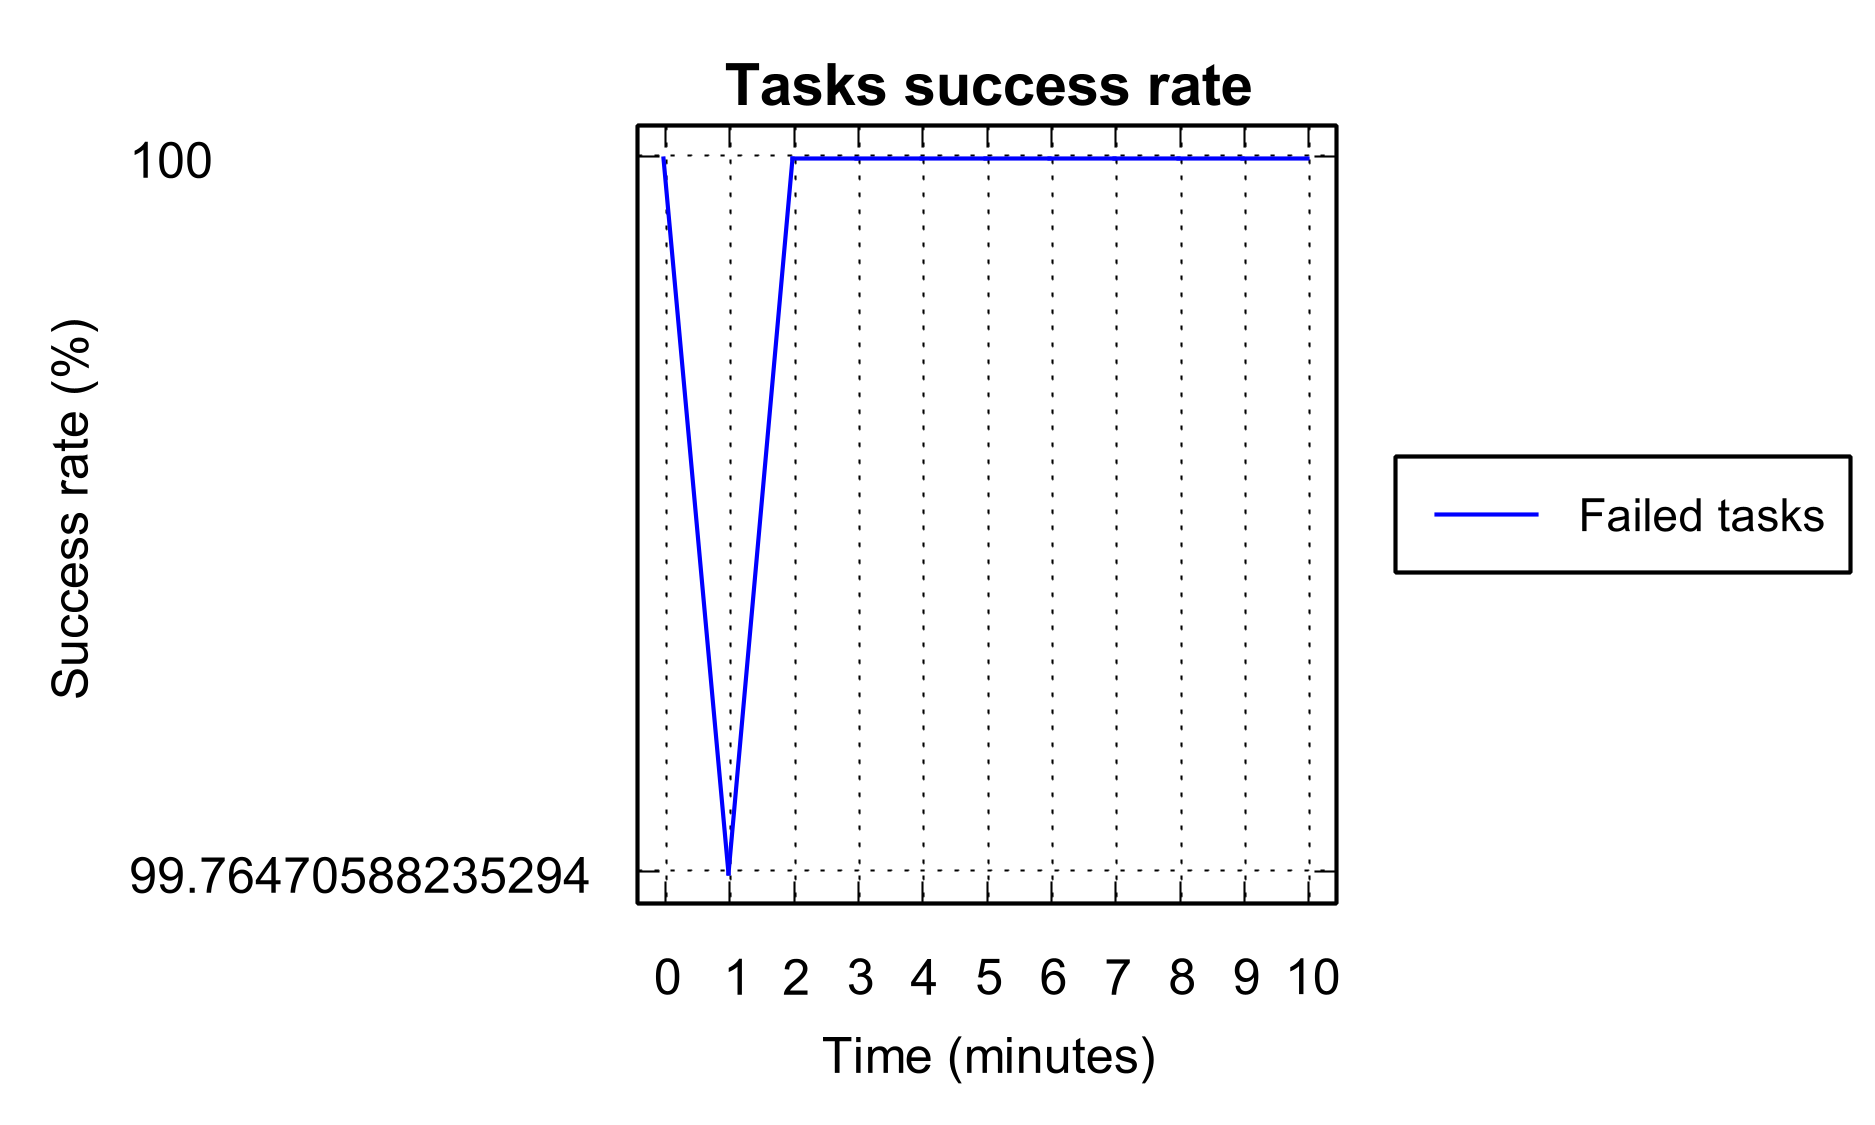 Tasks success rate
100
Success rate (%)
99.76470588235294
Failed tasks
0 1 2 3 4 5 6 7 8 9 10
Time (minutes)